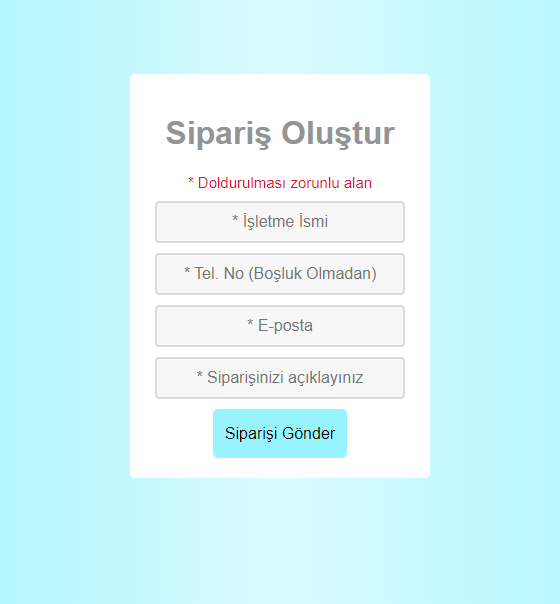 Sipariş Oluştur
* Doldurulması zorunlu alan
* İşletme İsmi
* Tel. No (Boşluk Olmadan)
* E-posta
* Siparişinizi açıklayınız
Siparişi Gönder